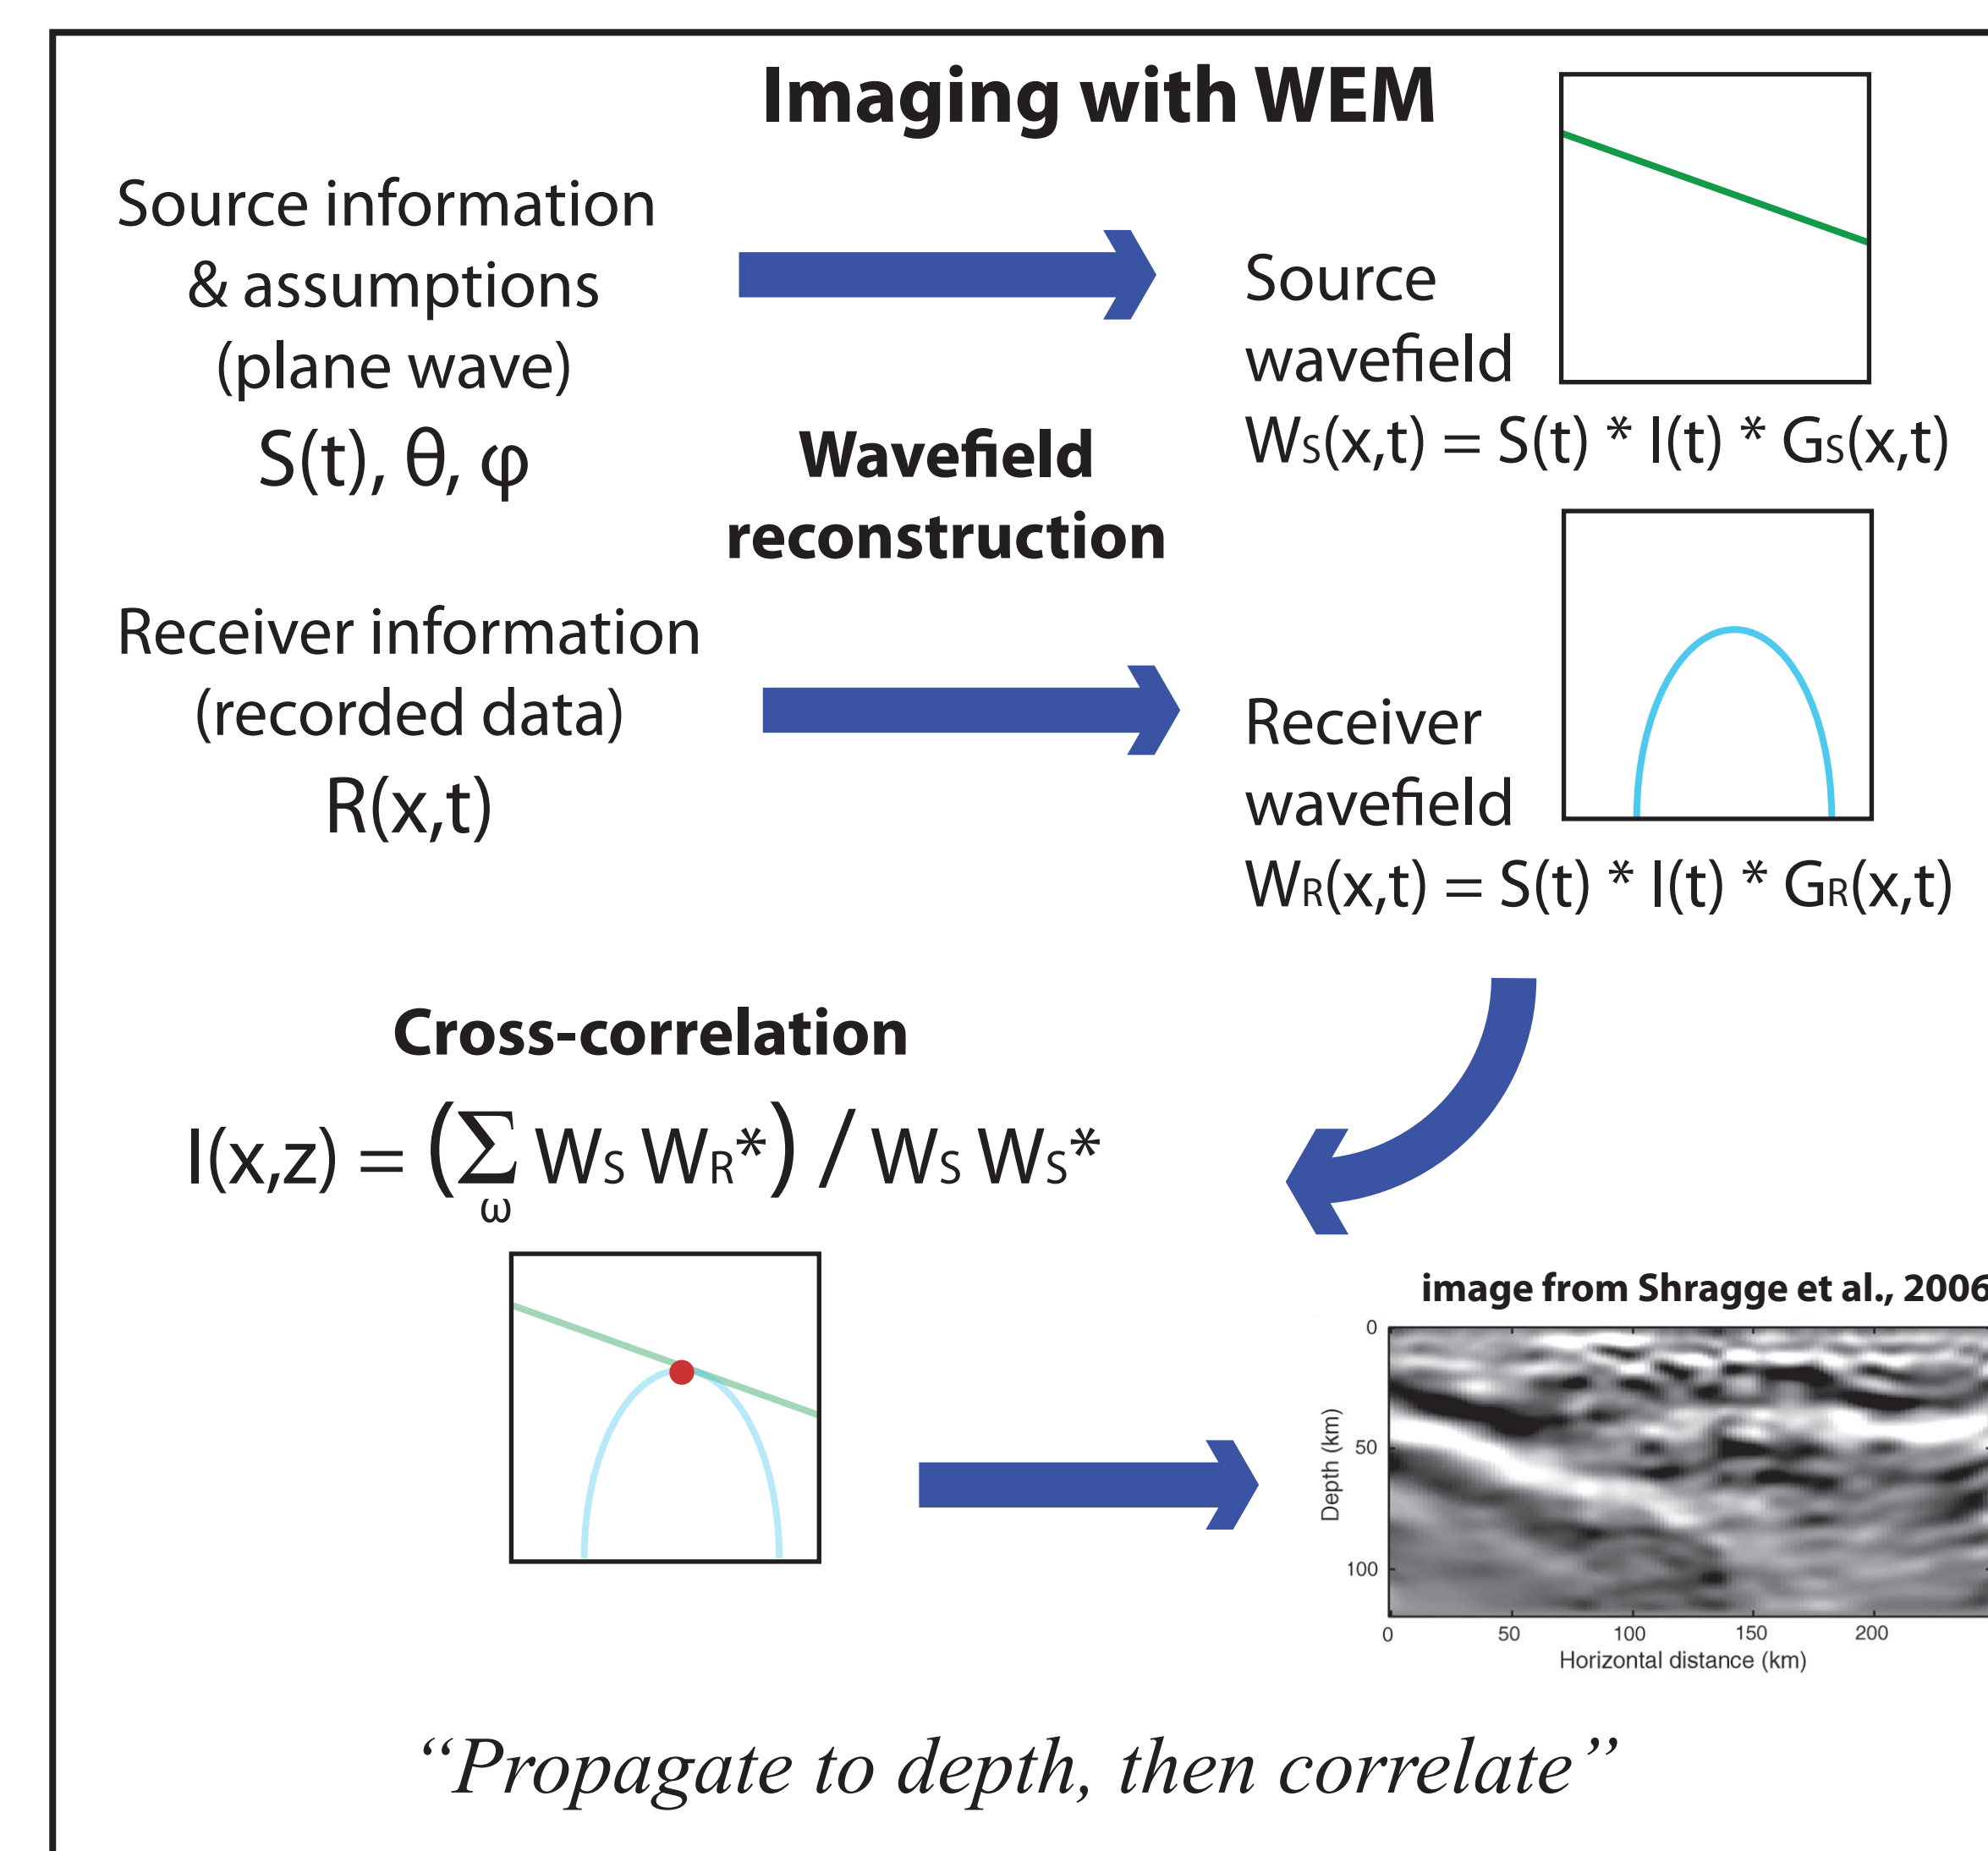 Imaging with WEM
Source information
& assumptions
(plane wave)
S(t), θ, φ
Source
wavefield
Ws(x,t) = S(t) * I(t) * Gs(x,t)
Wavefield
reconstruction
Receiver information
(recorded data)
R(x,t)
Receiver
wavefield
WR(x,t) = S(t) * I(t) * GR(x,t)
Cross-correlation
I(x,z) = (∑ Ws WR*) / Ws Ws*
ω
image from Shragge et al., 2006
0
50
100
Depth (km)
0 50 100 150 200
Horizontal distance (km)
“Propagate to depth, then correlate”